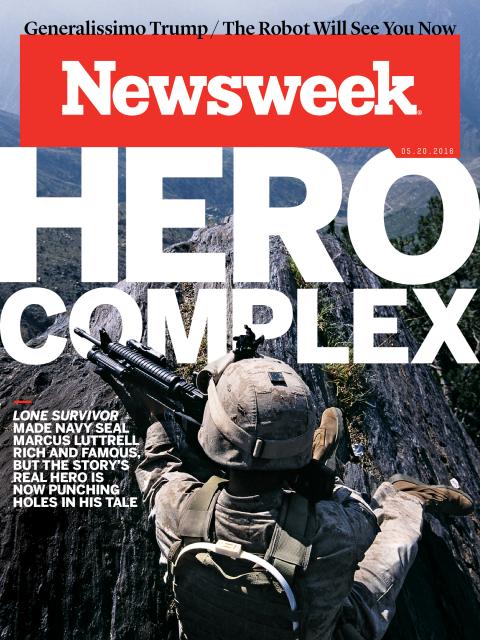 Generalissimo Trump / The Robot Will See You Now
Newsweek
05.20.2016
HERO
COMPLEX
LONE SURVIVOR
MADE NAVY SEAL
MARCUS LUTTRELL
RICH AND FAMOUS,
BUT THE STORY'S
REAL HERO IS
NOW PUNCHING
HOLES IN HIS TALE